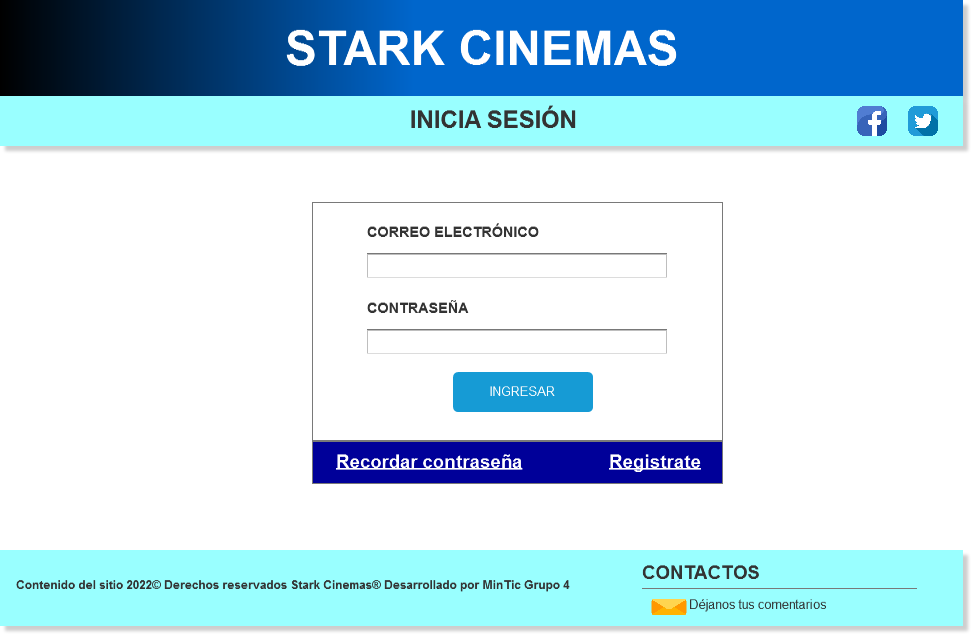 STARK CINEMAS
INICIA SESIÓN
CORREO ELECTRÓNICO
CONTRASEÑA
INGRESAR
Recordar contraseña
Registrate
Contenido del sitio 2022© Derechos reservados Stark Cinemas® Desarrollado por MinTic Grupo 4
CONTACTOS
Déjanos tus comentarios